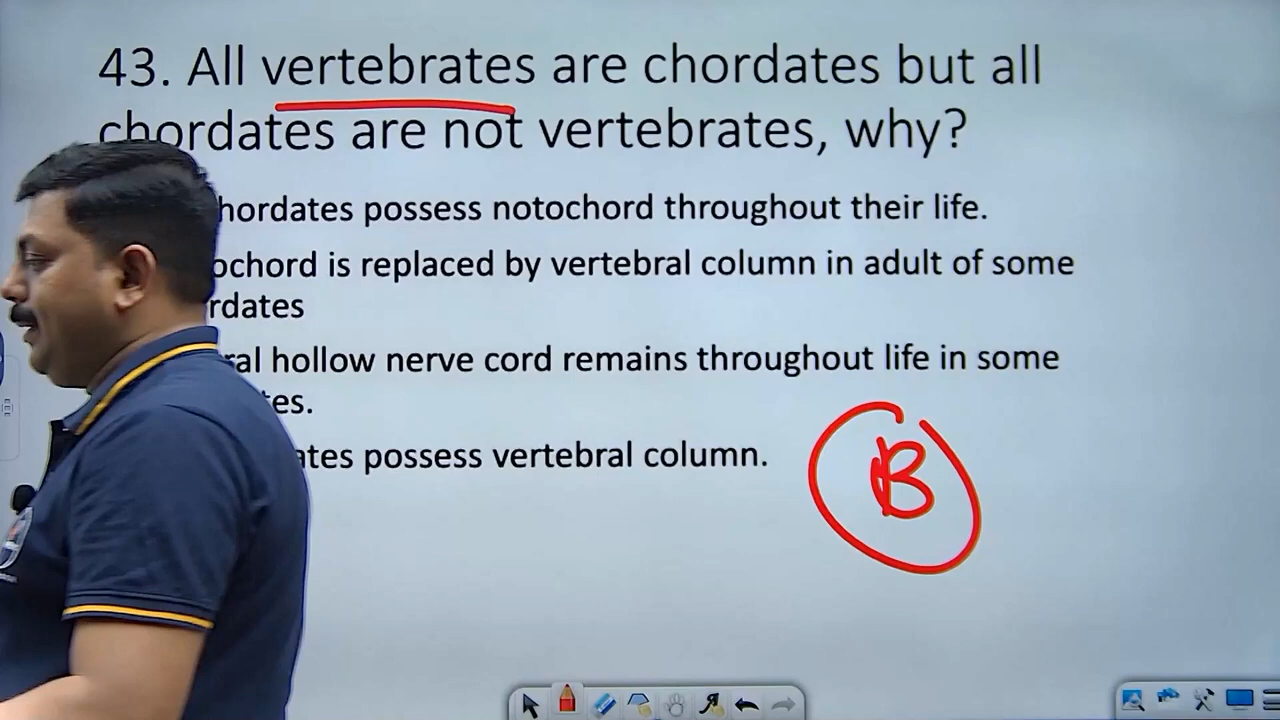 43. All vertebrates are chordates but all
chordates are not vertebrates, why?
hordates possess notochord throughout their life.
ochord is replaced by vertebral column in adult of some
rdates
ral hollow nerve cord remains throughout life in some
tes.
ates possess vertebral column.
B